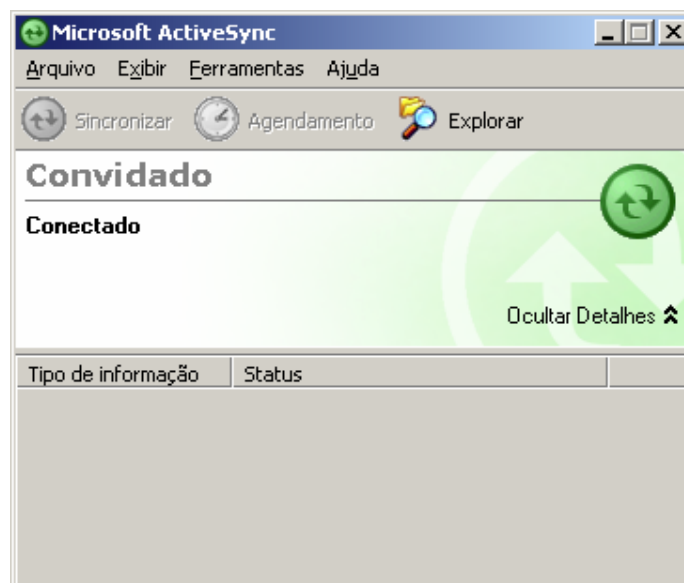 Microsoft ActiveSync
Arquivo Exibir Ferramentas Ajuda
Sincronizar Agendamento Explorar
Convidado
Conectado
Ocultar Detalhes
Tipo de informação Status